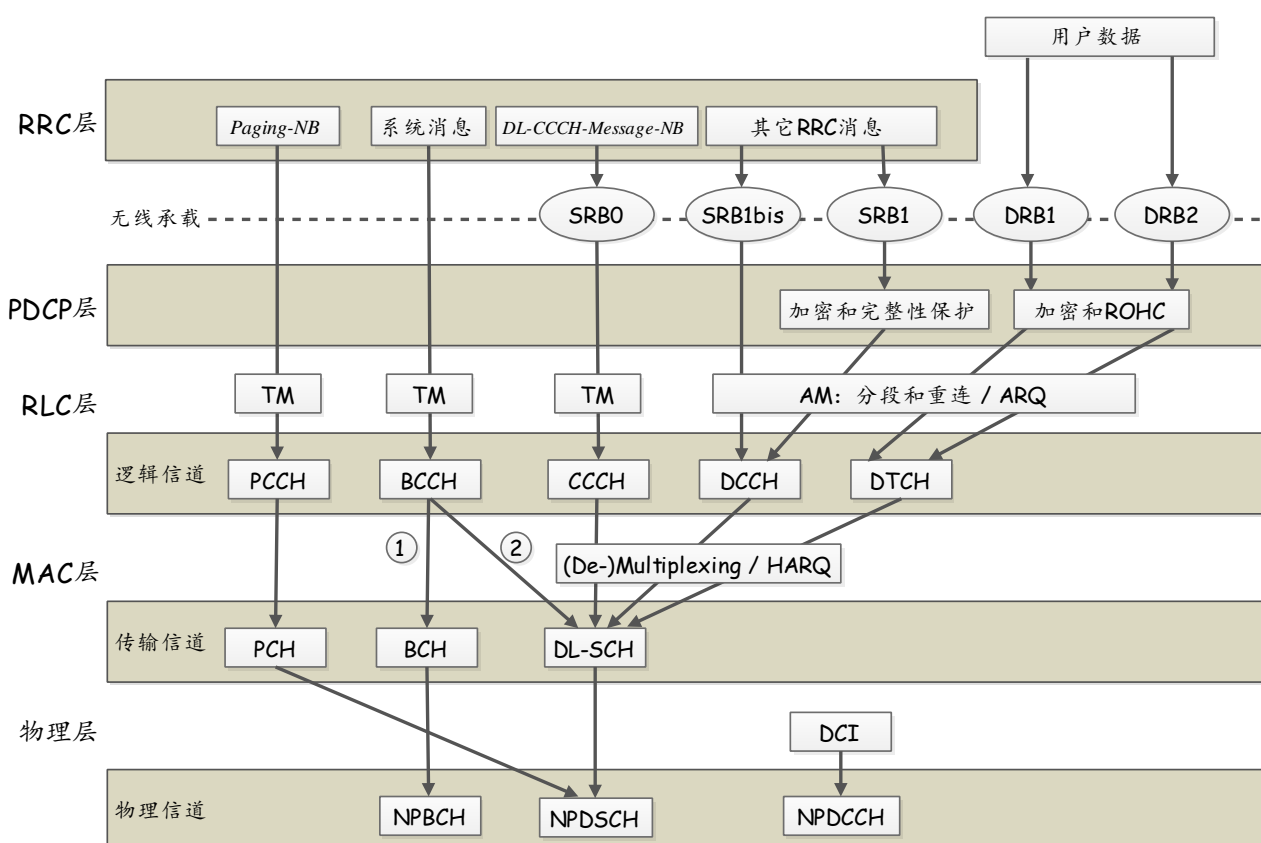 用户数据
RRC层
Paging-NB
系统消息
DL-CCCH-Message-NB
其它RRC消息
无线承载
SRB0
SRB1bis
SRB1
DRB1
DRB2
PDCP层
加密和完整性保护
加密和ROHC
RLC层
TM
TM
TM
AM: 分段和重连 / ARQ
逻辑信道
PCCH
BCCH
CCCH
DCCH
DTCH
MAC层
1
2
(De-)Multiplexing / HARQ
传输信道
PCH
BCH
DL-SCH
物理层
DCI
物理信道
NPBCH
NPDSCH
NPDCCH